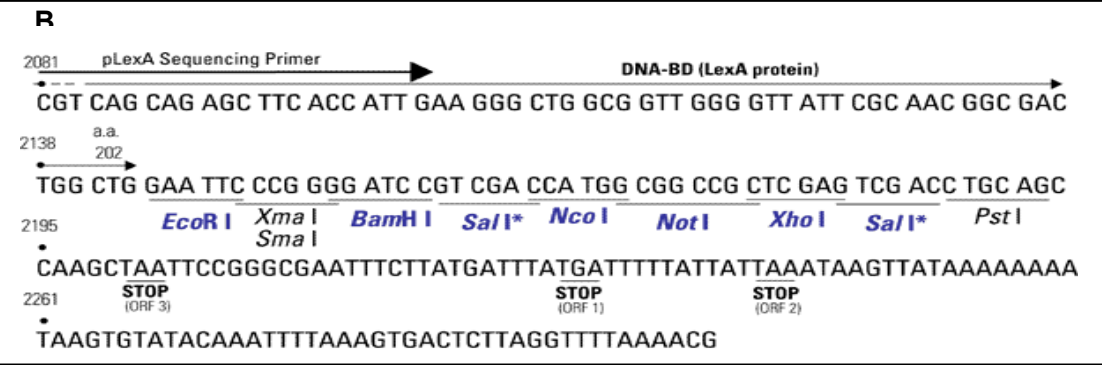 B
2081 pLexA Sequencing Primer DNA-BD (LexA protein)
CGT CAG CAG AGC TTC ACC ATT GAA GGG CTG GCG GTT GGG GTT ATT CGC AAC GGC GAC
2138 a.a.
202
TGG CTG GAA TTC CCG GGG ATC CGT CGA CCA TGG CGG CCG CTC GAG TCG ACC TGC AGC
EcoR I Xma I BamH I Sal I* Nco I Not I Xho I Sal I* Pst I
Sma I
2195
CAAGCTAATTCCGGGCGAATTTCTTATGATTTATGATTTTTATTATTAAATAAGTTATAAAAAAAA
STOP STOP STOP
(ORF 3) (ORF 1) (ORF 2)
2261
TAAGTGTATACAAATTTTAAAGTGACTCTTAGGTTTTAAAACG